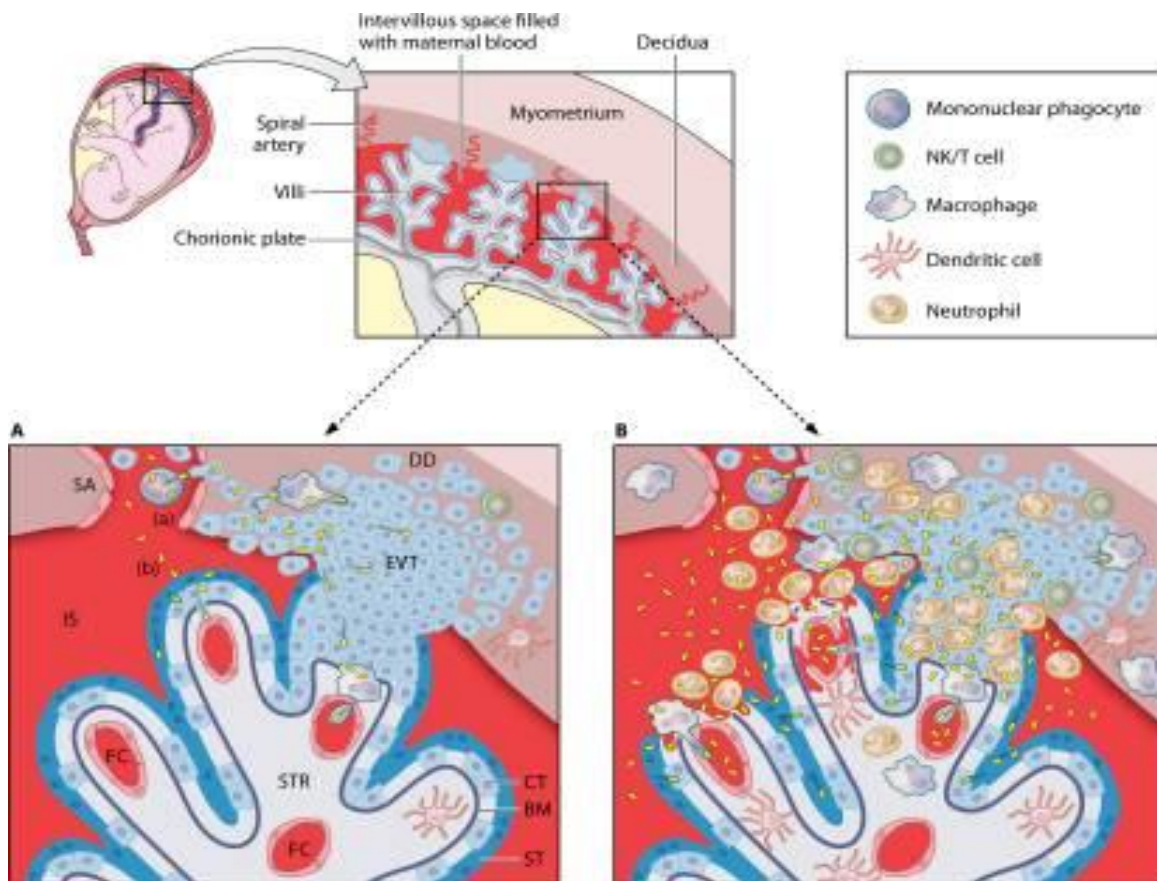 Intervillous space filled
with maternal blood
Decidua
Myometrium
Spiral
artery
Villi
Chorionic plate
Mononuclear phagocyte
NK/T cell
Macrophage
Dendritic cell
Neutrophil
A
DD
SA
(a)
EVT
(b)
IS
FC
STR
CT
BM
FC
ST
B